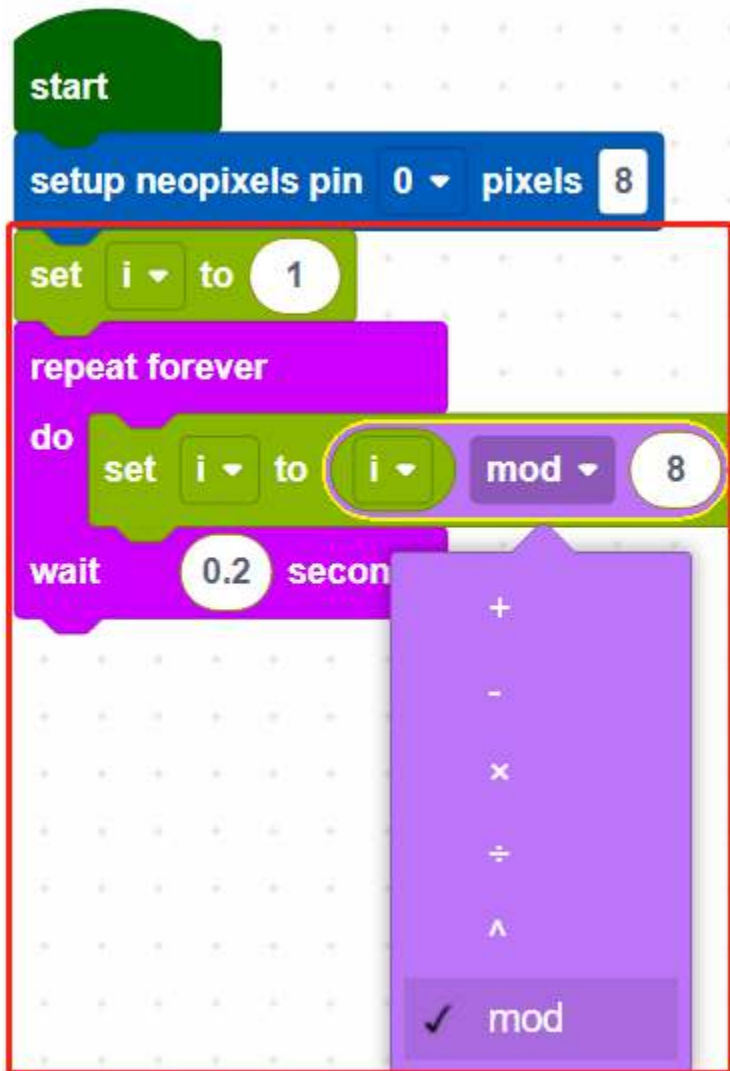 start
setup neopixels pin 0 pixels 8
set i to 1
repeat forever
do
set i to i mod 8
wait 0.2 secon
+
-
×
÷
^
✓ mod